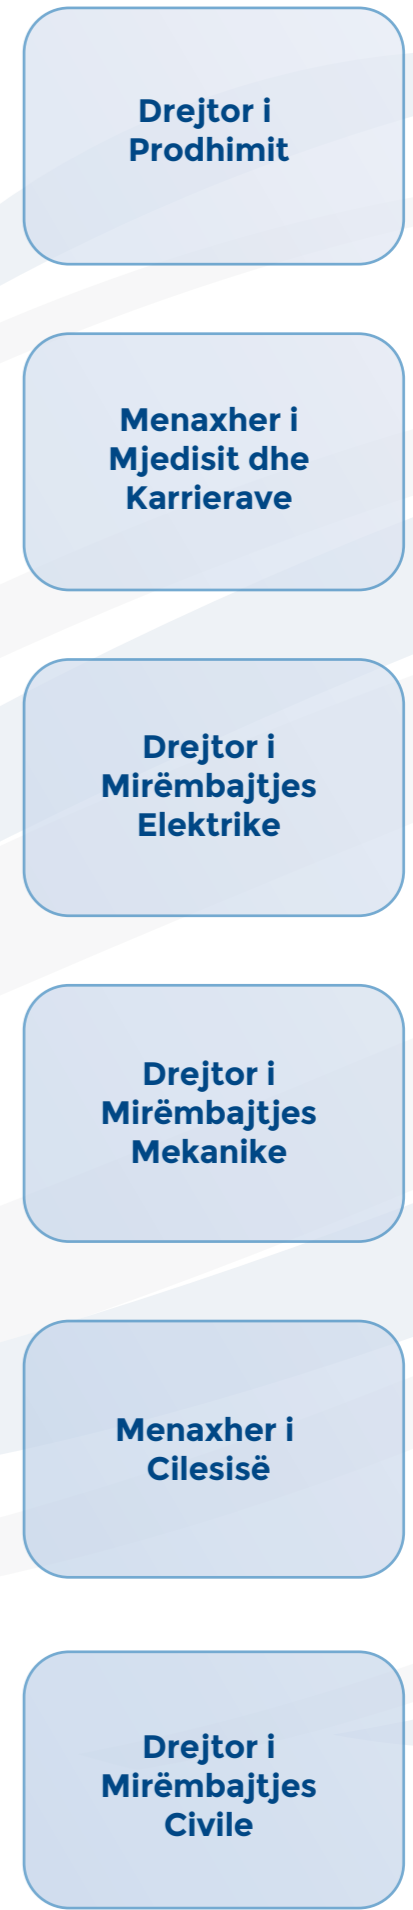 Drejtor i
Prodhimit
Menaxher i
Mjedisit dhe
Karrierave
Drejtor i
Mirëmbajtjes
Elektrike
Drejtor i
Mirëmbajtjes
Mekanike
Menaxher i
Cilesisë
Drejtor i
Mirëmbajtjes
Civile